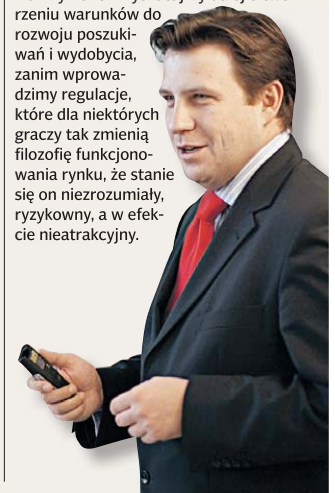 rzeniu warunków do
rozwoju poszuki-
wań i wydobycia,
zanim wprowa-
dzimy regulacje,
które dla niektórych
graczy tak zmienią
filozofię funkcjono-
wania rynku, że stanie
się on niezrozumiały,
ryzykowny, a w efek-
cie nieatrakcyjny.